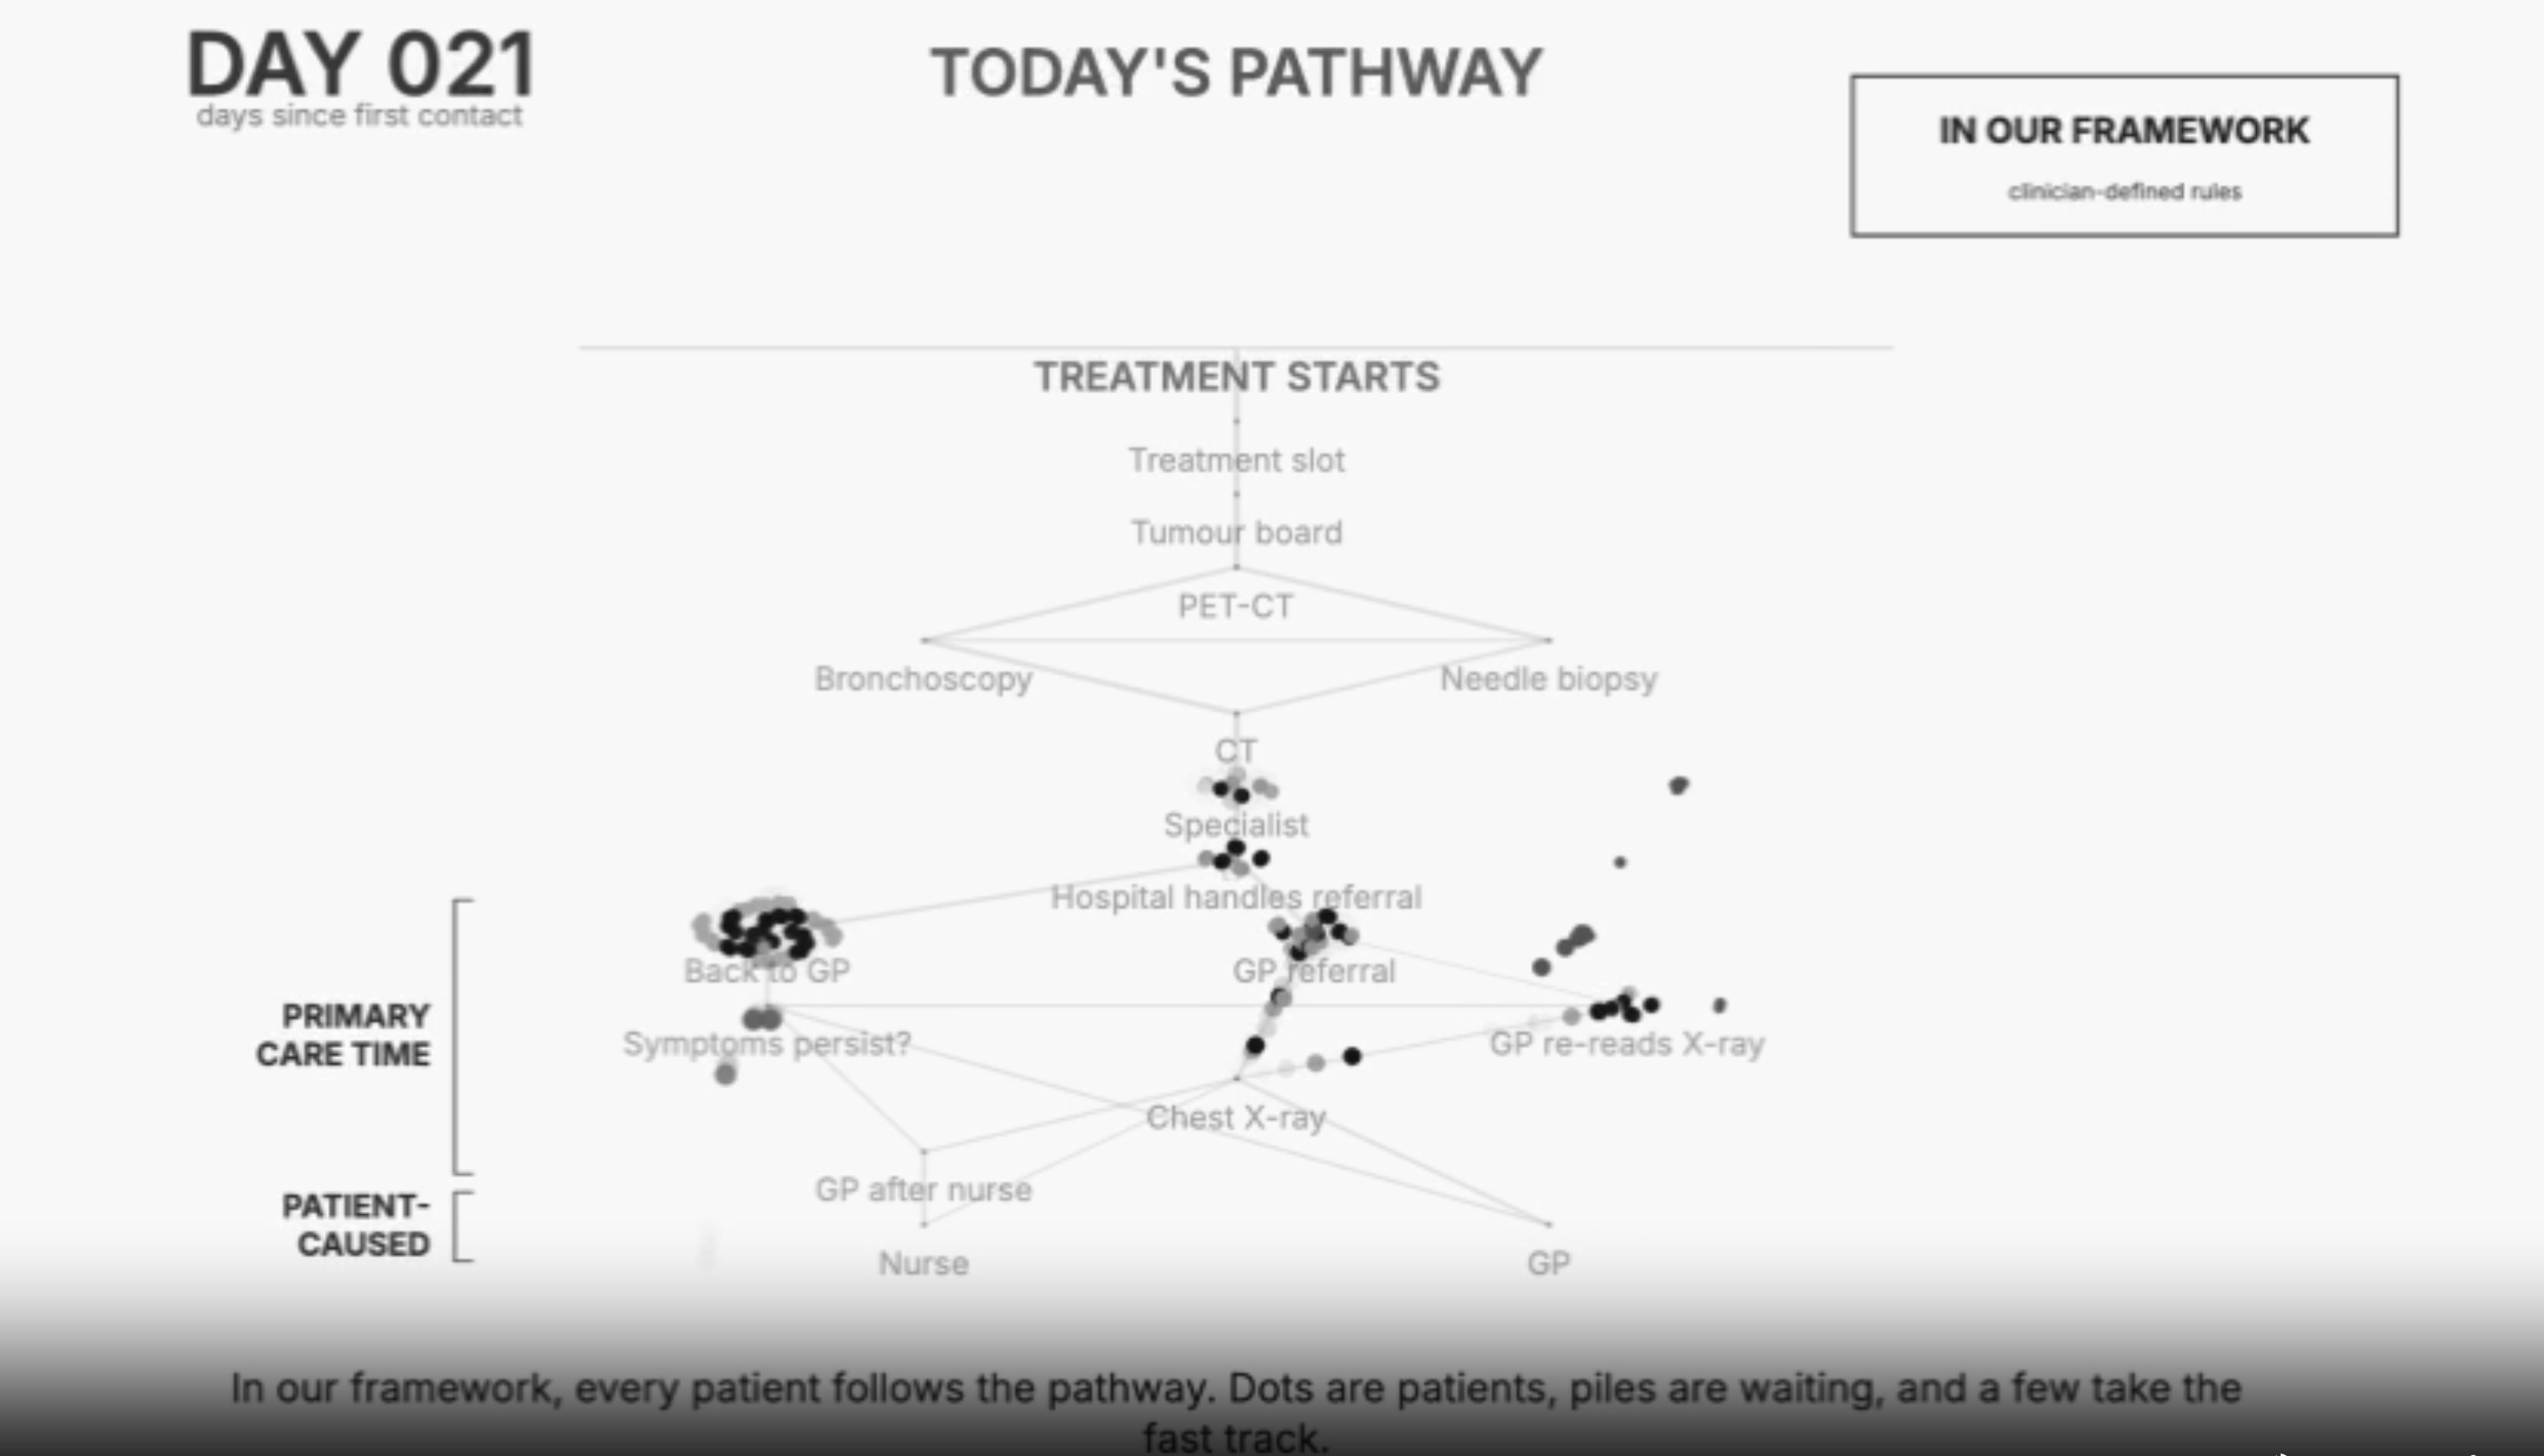 DAY 021
days since first contact
TODAY'S PATHWAY
IN OUR FRAMEWORK
clinician-defined rules
TREATMENT STARTS
Treatment slot
Tumour board
PET-CT
Bronchoscopy
Needle biopsy
CT
Specialist
Hospital handles referral
Back to GP
GP referral
PRIMARY
CARE TIME
Symptoms persist?
GP re-reads X-ray
Chest X-ray
GP after nurse
PATIENT-
CAUSED
Nurse
GP
In our framework, every patient follows the pathway. Dots are patients, piles are waiting, and a few take the
fast track.